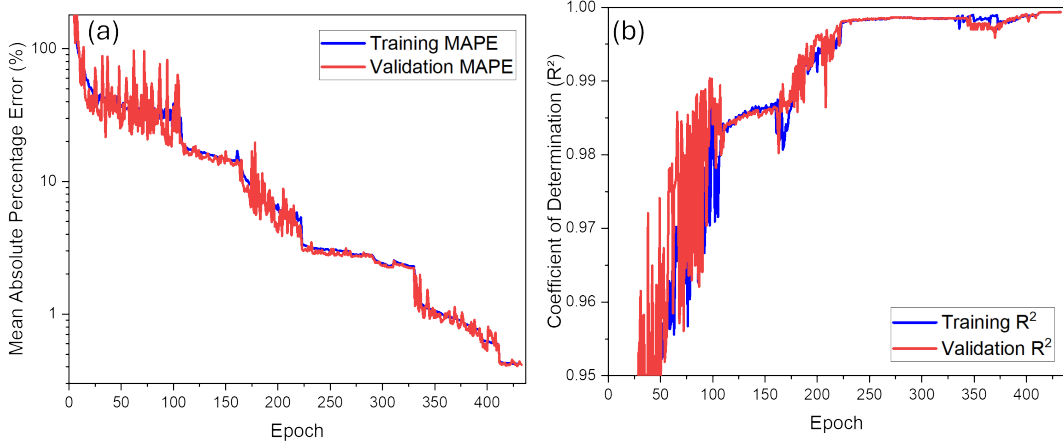 (a)
Training MAPE
Validation MAPE
Mean Absolute Percentage Error (%)
100
10
1
0 50 100 150 200 250 300 350 400
Epoch
(b)
Coefficient of Determination (R²)
1.00
0.99
0.98
0.97
0.96
0.95
Training R²
Validation R²
0 50 100 150 200 250 300 350 400
Epoch